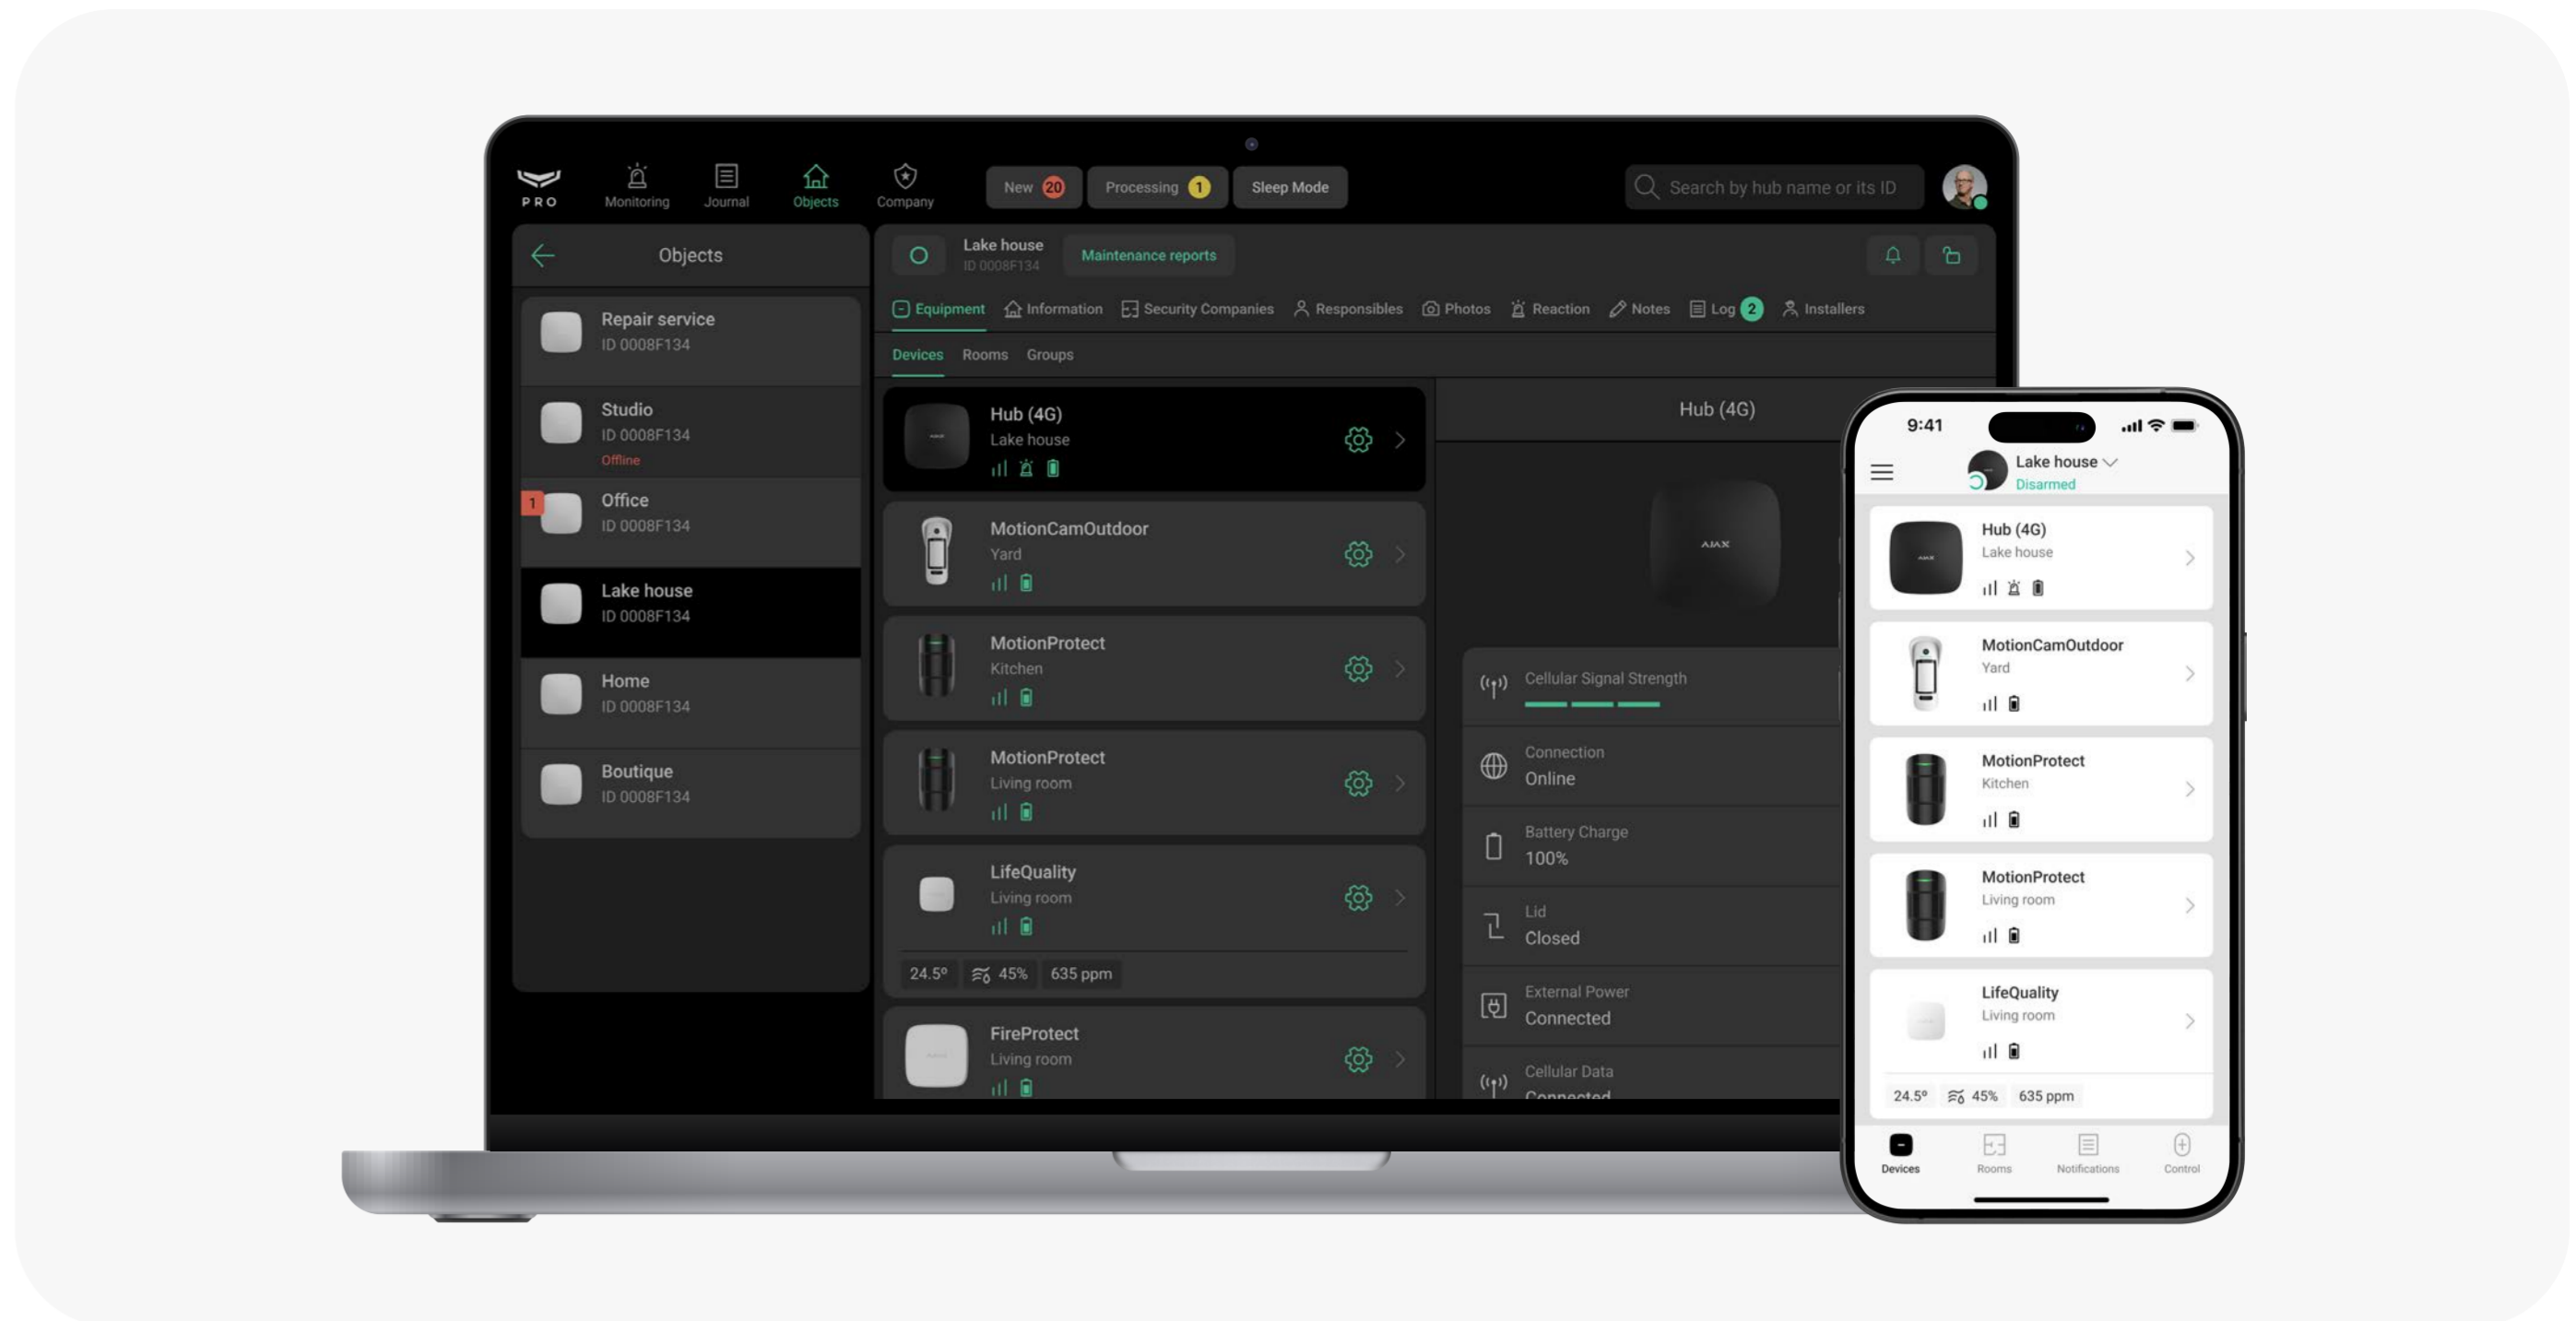 PRO
Monitoring
Journal
Objects
Company
New 20
Processing 1
Sleep Mode
Search by hub name or its ID
Objects
Repair service
ID 0008F134
Studio
ID 0008F134
Offline
1
Office
ID 0008F134
Lake house
ID 0008F134
Home
ID 0008F134
Boutique
ID 0008F134
Lake house
ID 0008F134
Maintenance reports
Equipment
Information
Security Companies
Responsibles
Photos
Reaction
Notes
Log 2
Installers
Devices
Rooms
Groups
Hub (4G)
Lake house
MotionCamOutdoor
Yard
MotionProtect
Kitchen
MotionProtect
Living room
LifeQuality
Living room
24.5º
45%
635 ppm
FireProtect
Living room
Hub (4G)
AJAX
Cellular Signal Strength
Connection
Online
Battery Charge
100%
Lid
Closed
External Power
Connected
Cellular Data
Connected
9:41
Lake house
Disarmed
AJAX
Hub (4G)
Lake house
MotionCamOutdoor
Yard
MotionProtect
Kitchen
MotionProtect
Living room
LifeQuality
Living room
24.5º
45%
635 ppm
Devices
Rooms
Notifications
Control